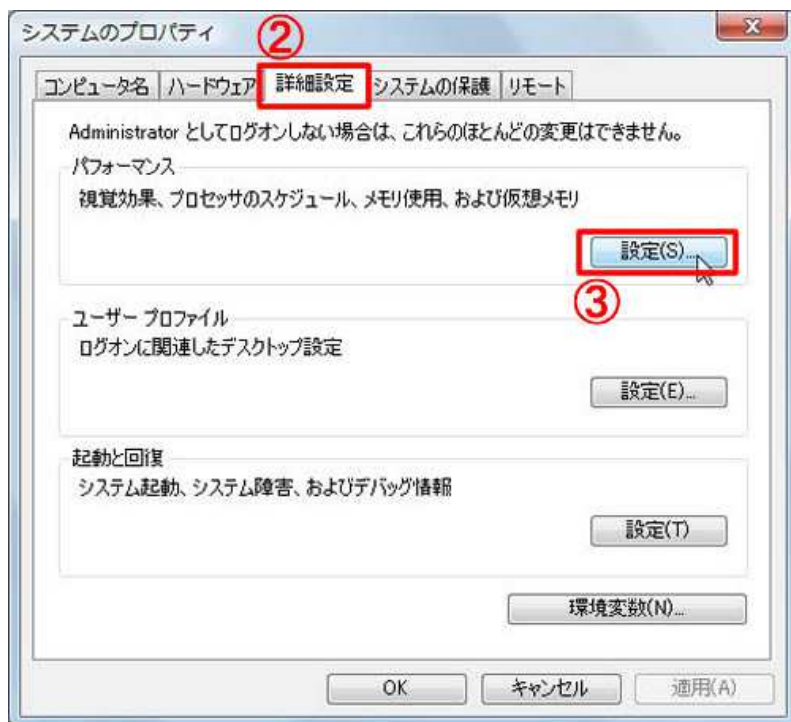 システムのプロパティ
②
コンピュータ名 ハードウェア 詳細設定 システムの保護 リモート
Administrator としてログオンしない場合は、これらのほとんどの変更はできません。
パフォーマンス
視覚効果、プロセッサのスケジュール、メモリ使用、および仮想メモリ
設定(S)...
③
ユーザー プロファイル
ログオンに関連したデスクトップ設定
設定(E)...
起動と回復
システム起動、システム障害、およびデバッグ情報
設定(T)
環境変数(N)...
OK キャンセル 適用(A)